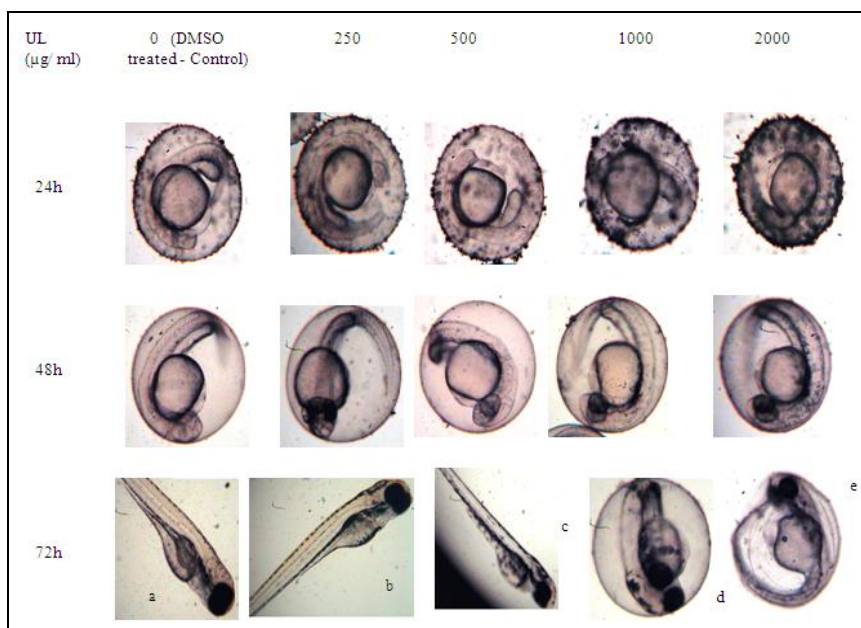 UL 0 (DMSO 250 500 1000 2000
(µg/ ml) treated - Control)
24h
48h
e
c
72h
a b d